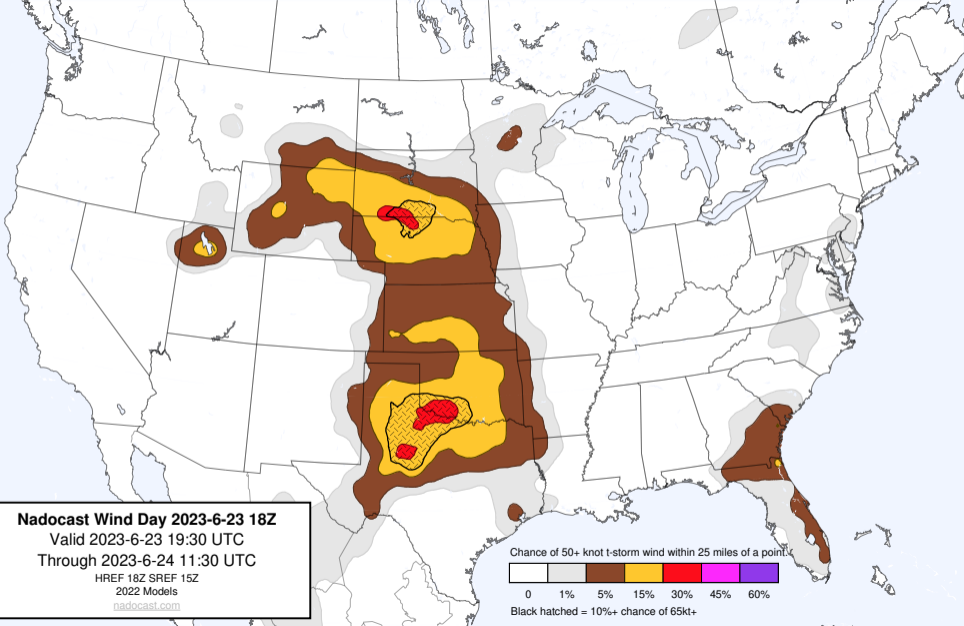 Nadocast Wind Day 2023-6-23 18Z
Valid 2023-6-23 19:30 UTC
Through 2023-6-24 11:30 UTC
HREF 18Z SREF 15Z
2022 Models
nadocast.com
Chance of 50+ knot t-storm wind within 25 miles of a point.
0 1% 5% 15% 30% 45% 60%
Black hatched = 10%+ chance of 65kt+